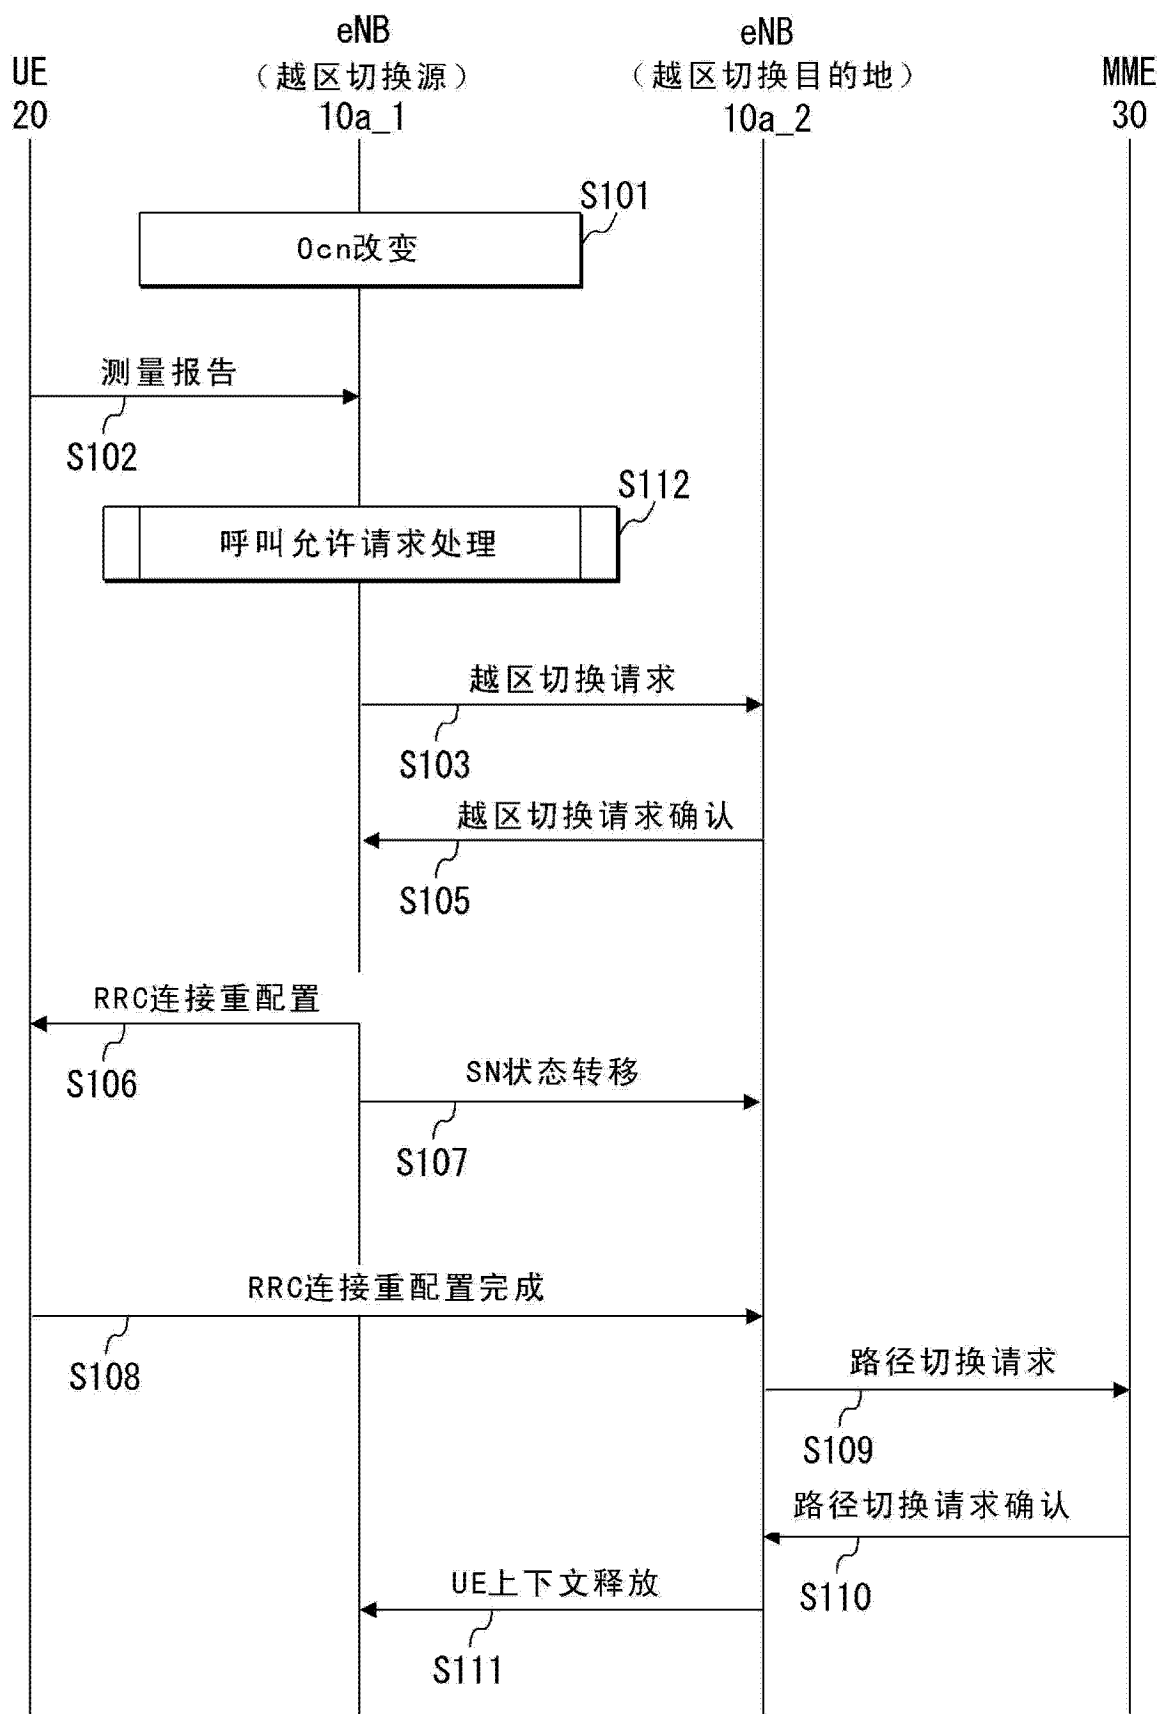 UE
20
eNB
（越区切换源）
10a_1
eNB
（越区切换目的地）
10a_2
MME
30
S101
Ocn改变
测量报告
S102
S112
呼叫允许请求处理
越区切换请求
S103
越区切换请求确认
S105
RRC连接重配置
S106
SN状态转移
S107
RRC连接重配置完成
S108
路径切换请求
S109
路径切换请求确认
S110
UE上下文释放
S111